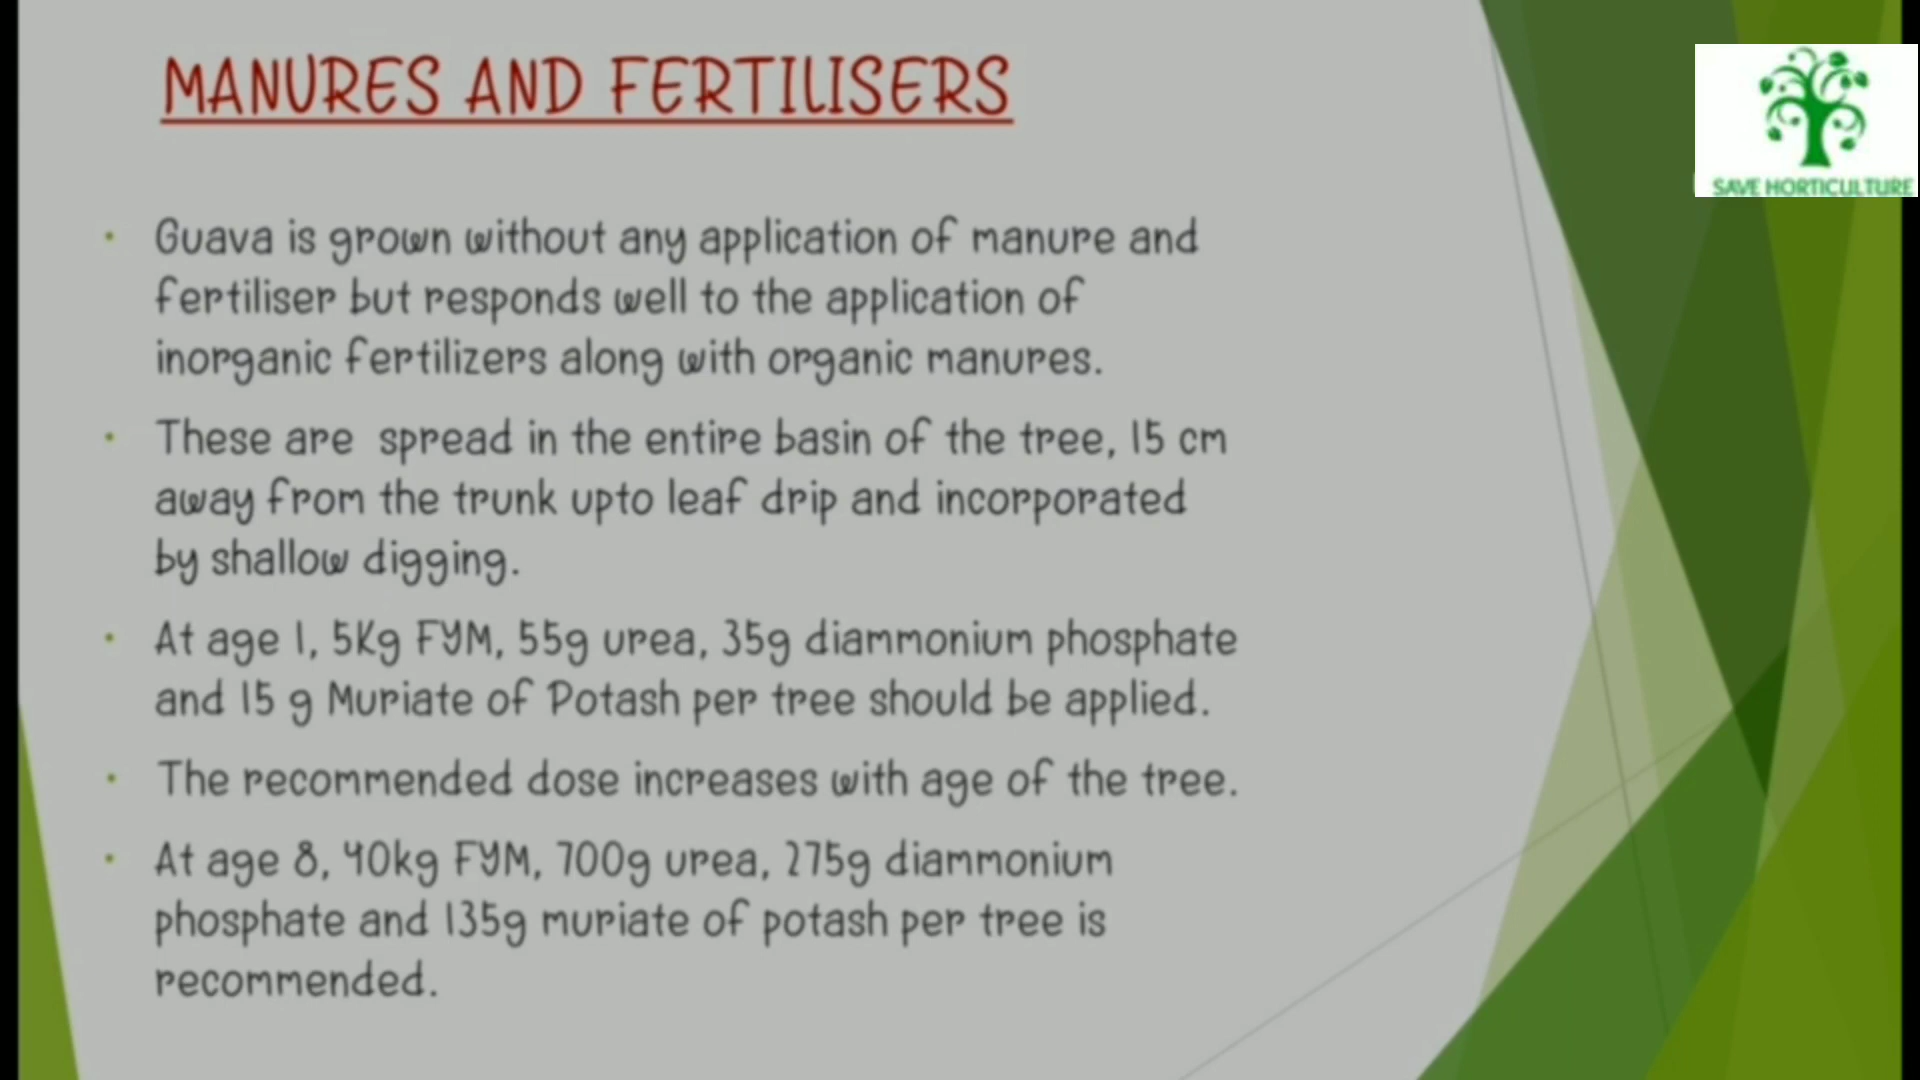 MANURES AND FERTILISERS
SAVE HORTICULTURE
• Guava is grown without any application of manure and
fertiliser but responds well to the application of
inorganic fertilizers along with organic manures.
• These are spread in the entire basin of the tree, 15 cm
away from the trunk upto leaf drip and incorporated
by shallow digging.
• At age 1, 5Kg FYM, 55g urea, 35g diammonium phosphate
and 15 g Muriate of Potash per tree should be applied.
• The recommended dose increases with age of the tree.
• At age 8, 40kg FYM, 700g urea, 275g diammonium
phosphate and 135g muriate of potash per tree is
recommended.